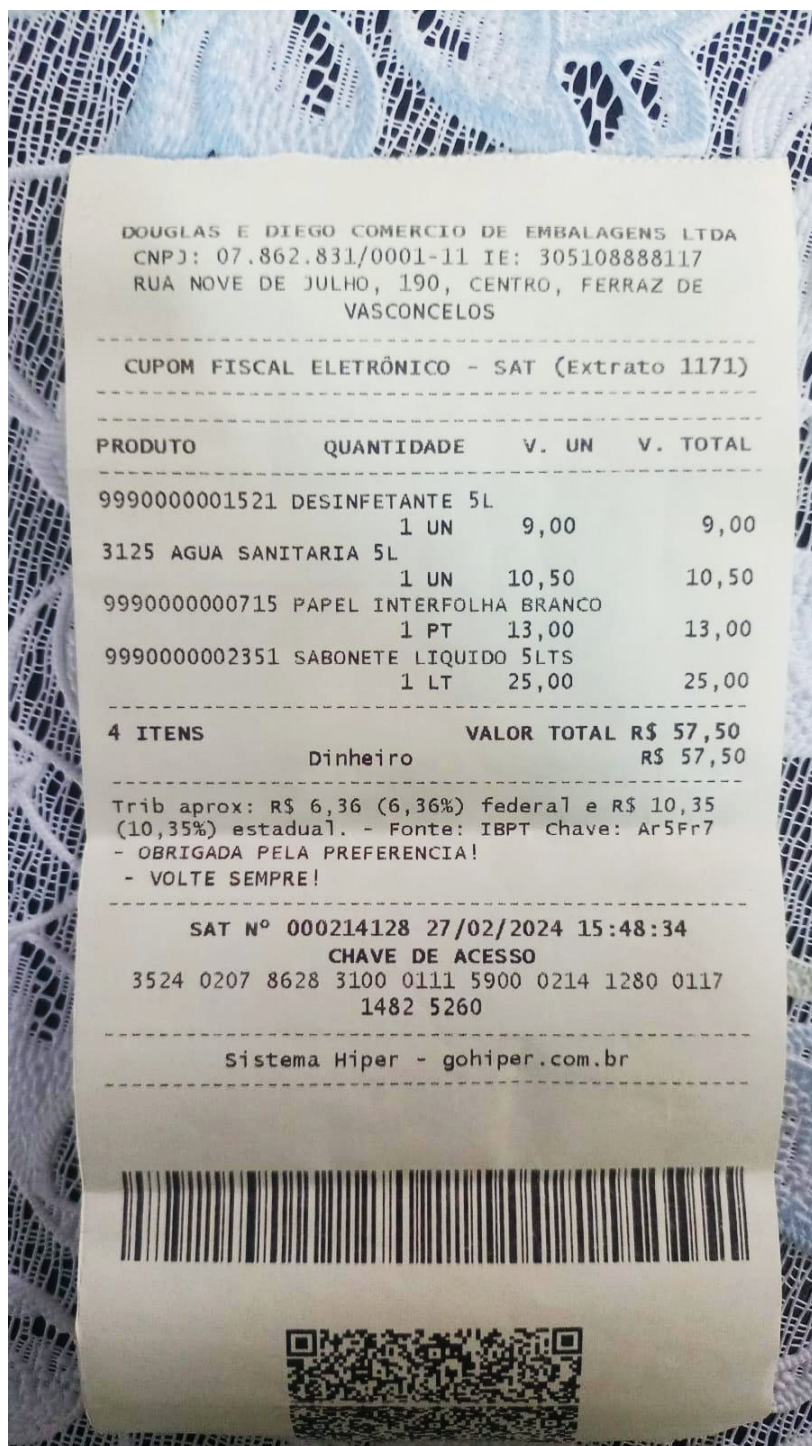 DOUGLAS E DIEGO COMERCIO DE EMBALAGENS LTDA
CNPJ: 07.862.831/0001-11 IE: 305108888117
RUA NOVE DE JULHO, 190, CENTRO, FERRAZ DE
VASCONCELOS
CUPOM FISCAL ELETRÔNICO - SAT (Extrato 1171)
PRODUTO QUANTIDADE V. UN V. TOTAL
9990000001521 DESINFETANTE 5L
1 UN 9,00 9,00
3125 AGUA SANITARIA 5L
1 UN 10,50 10,50
9990000000715 PAPEL INTERFOLHA BRANCO
1 PT 13,00 13,00
9990000002351 SABONETE LIQUIDO 5LTS
1 LT 25,00 25,00
4 ITENS VALOR TOTAL R$ 57,50
Dinheiro R$ 57,50
Trib aprox: R$ 6,36 (6,36%) federal e R$ 10,35
(10,35%) estadual. - Fonte: IBPT Chave: Ar5Fr7
- OBRIGADA PELA PREFERENCIA!
- VOLTE SEMPRE!
SAT Nº 000214128 27/02/2024 15:48:34
CHAVE DE ACESSO
3524 0207 8628 3100 0111 5900 0214 1280 0117
1482 5260
Sistema Hiper - gohiper.com.br